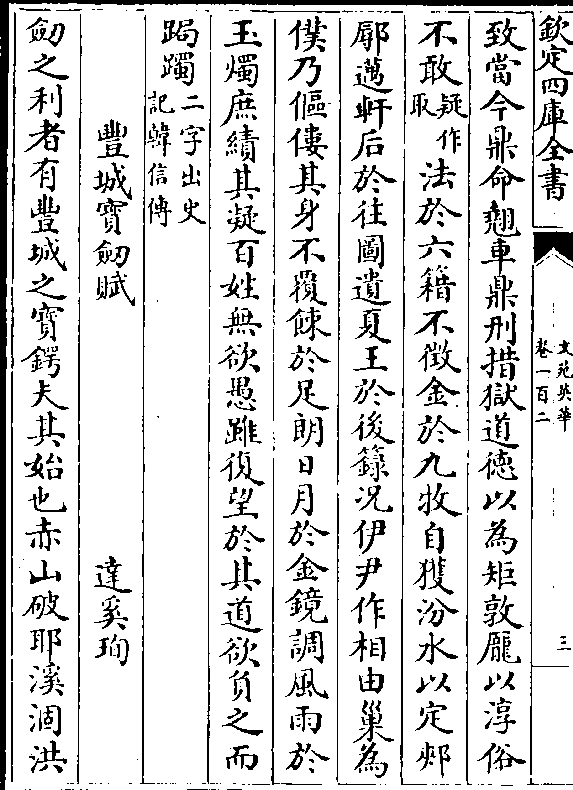 欽定四庫全書
文苑英華
卷一百二
三
致當今鼎命翹車鼎刑措獄道德以為矩敦龎以淳俗
不敢疑作取法於六籍不徴金於九牧自獲汾水以定郟
鄏邁軒后於往圖遺夏王於後籙况伊尹作相由巢為
僕乃傴僂其身不覆餗於足朗日月於金鏡調風雨於
玉燭庶績其凝百姓無欲愚雖復望於其道欲負之而
跼躅二字出史記韓信傳
豐城寳劒賦　　達奚珣
劒之利者有豐城之寳鍔夫其始也赤山破耶溪涸洪